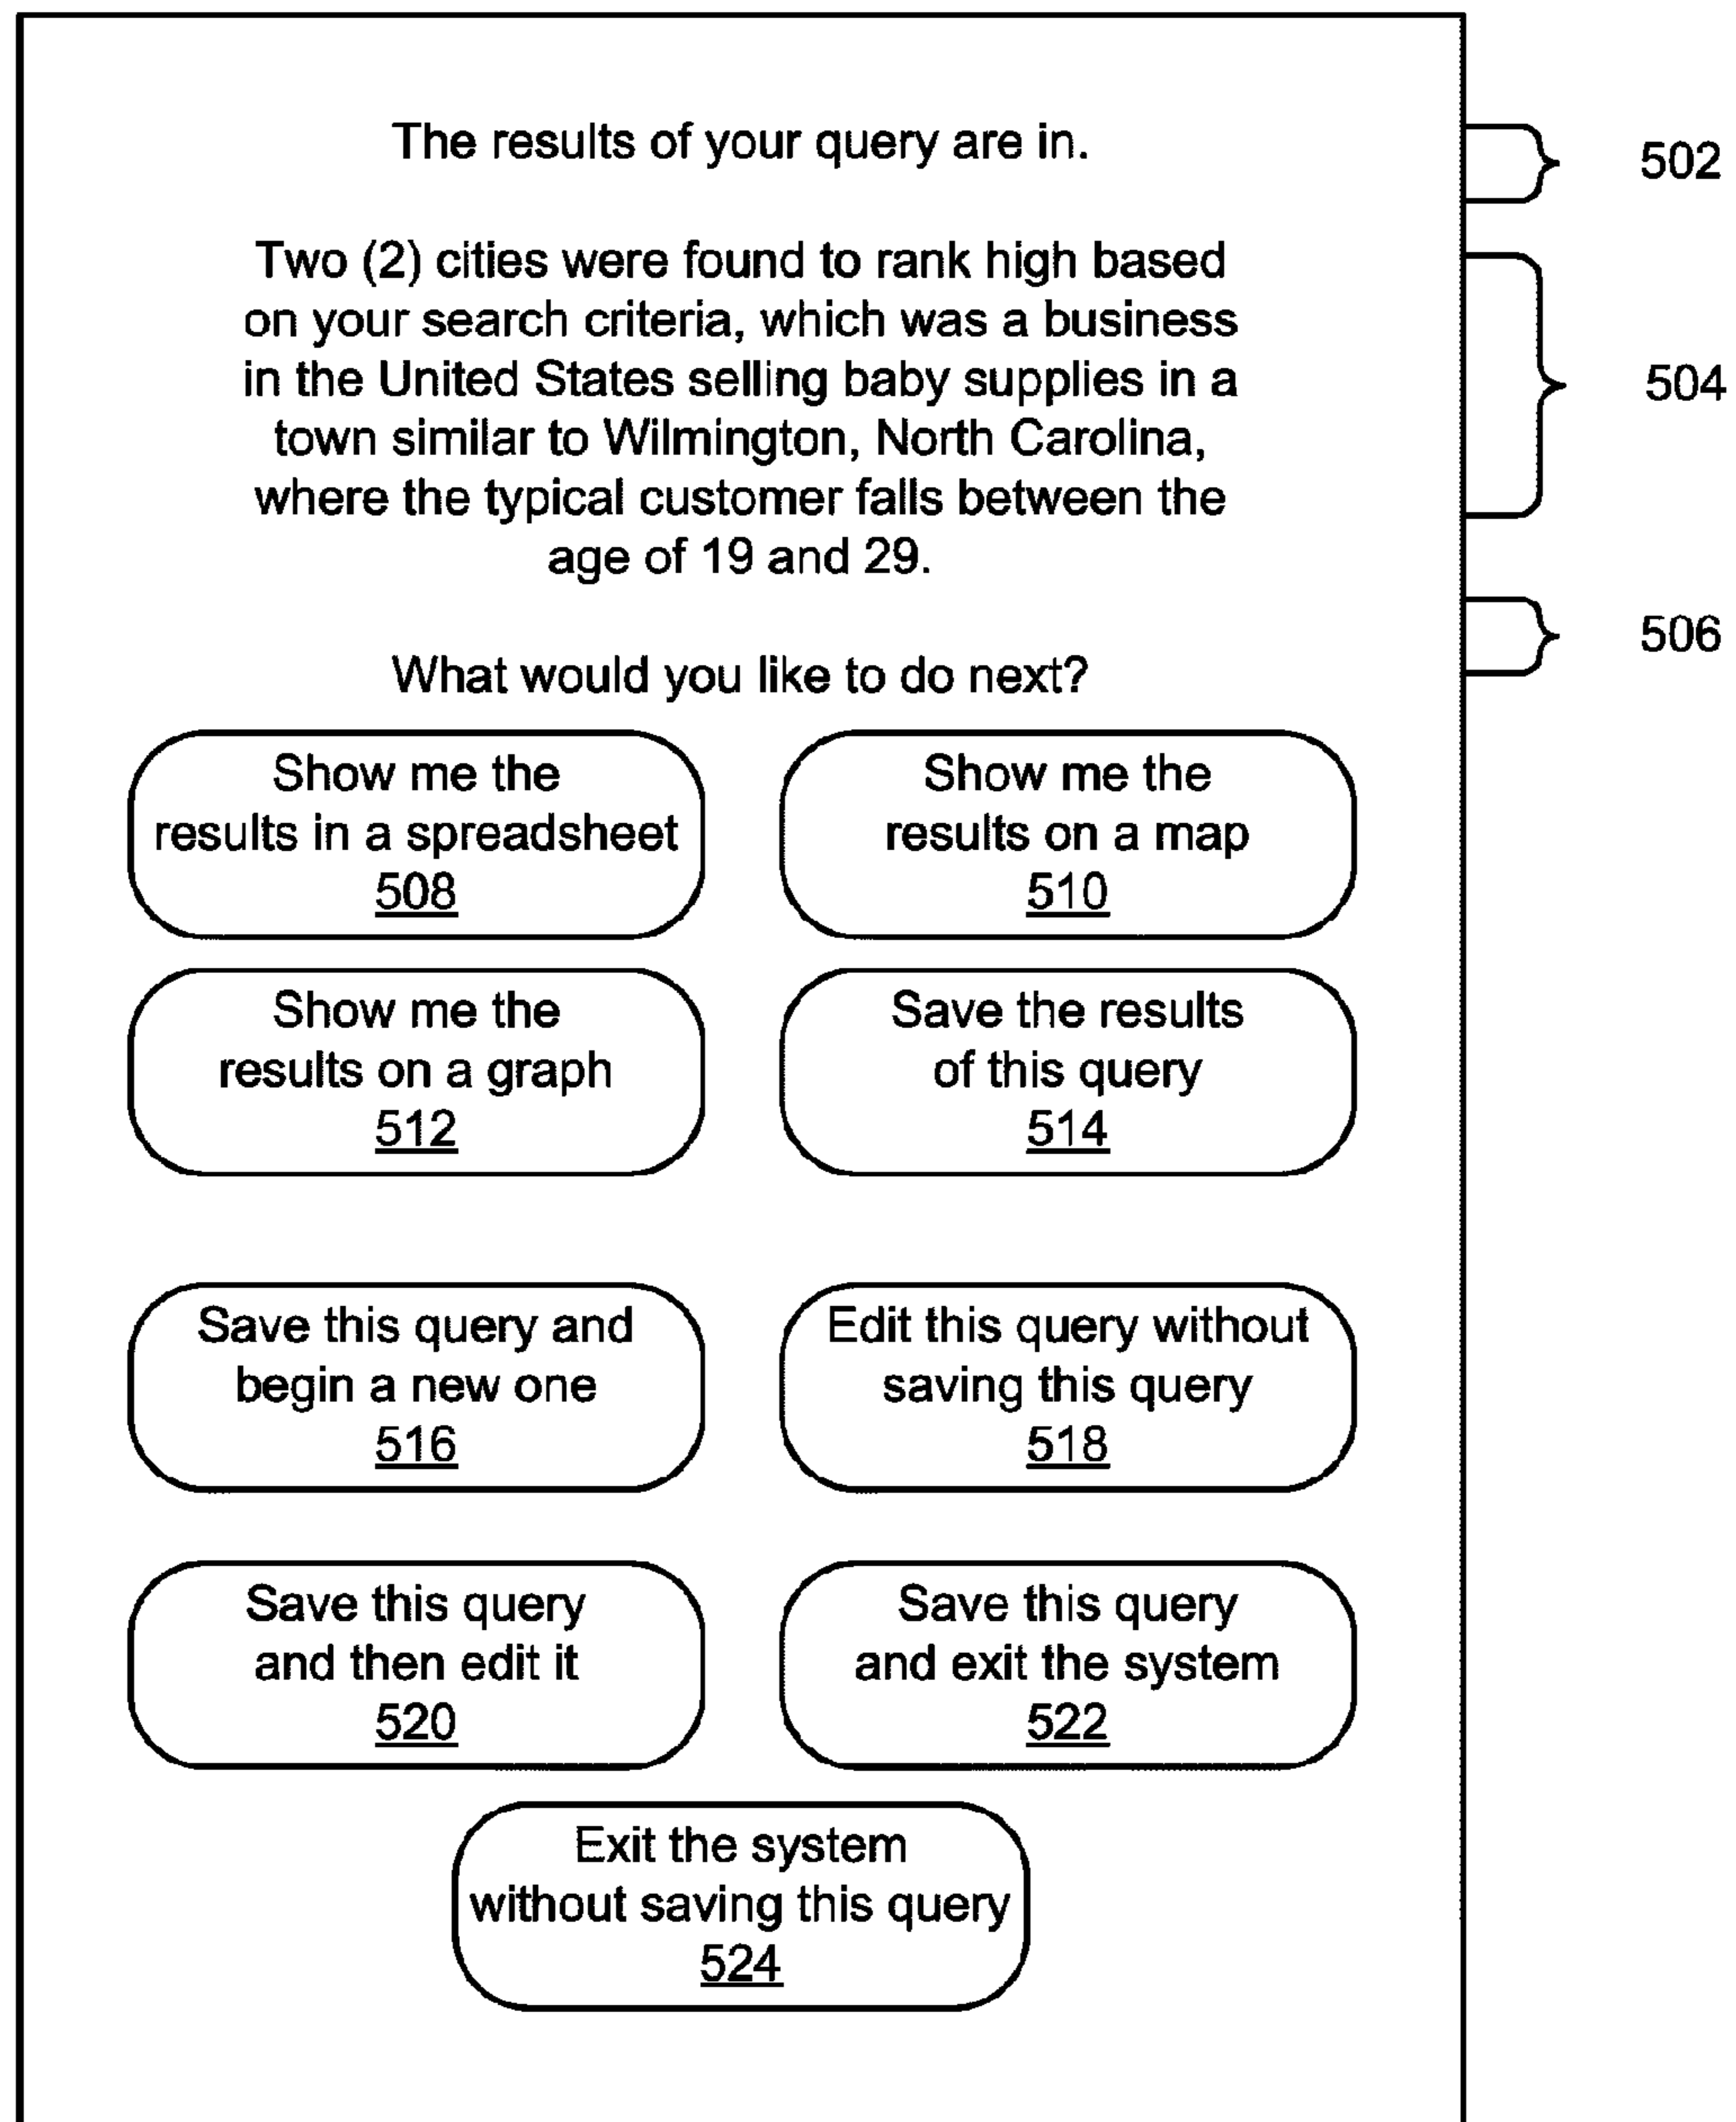 The results of your query are in.
502
Two (2) cities were found to rank high based
on your search criteria, which was a business
in the United States selling baby supplies in a
town similar to Wilmington, North Carolina,
where the typical customer falls between the
age of 19 and 29.
504
What would you like to do next?
506
Show me the
results in a spreadsheet
508
Show me the
results on a map
510
Show me the
results on a graph
512
Save the results
of this query
514
Save this query and
begin a new one
516
Edit this query without
saving this query
518
Save this query
and then edit it
520
Save this query
and exit the system
522
Exit the system
without saving this query
524